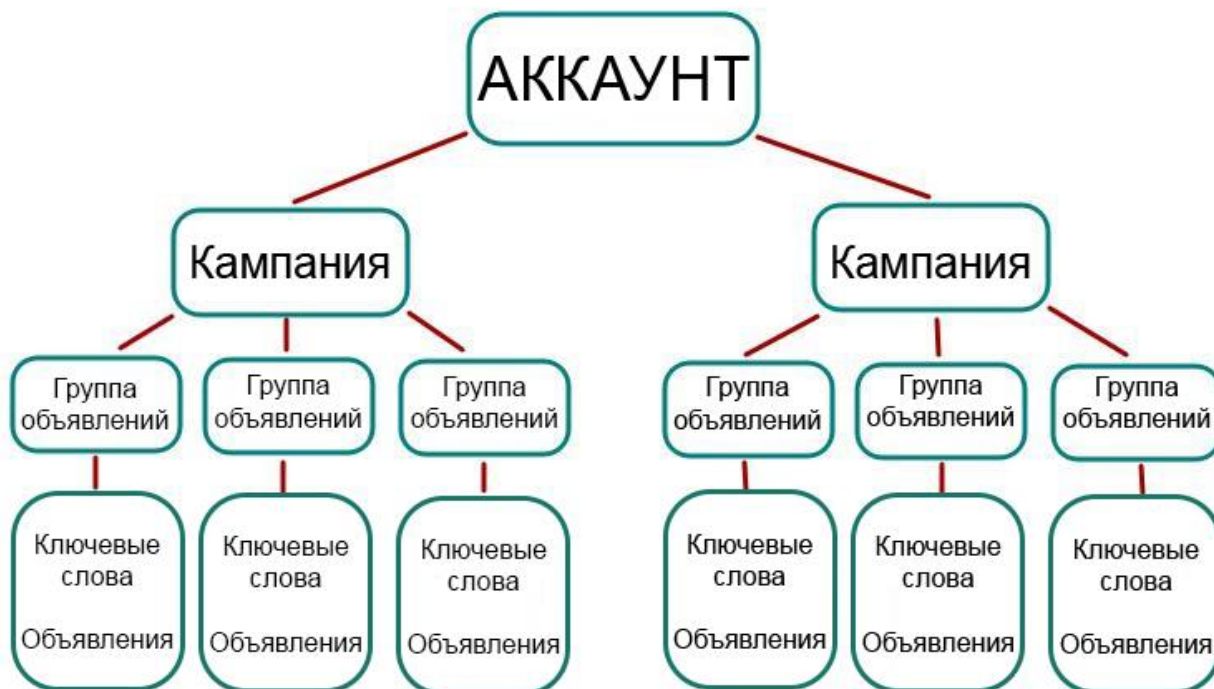 АККАУНТ
Кампания
Кампания
Группа
объявлений
Группа
объявлений
Группа
объявлений
Группа
объявлений
Группа
объявлений
Группа
объявлений
Ключевые
слова
Объявления
Ключевые
слова
Объявления
Ключевые
слова
Объявления
Ключевые
слова
Объявления
Ключевые
слова
Объявления
Ключевые
слова
Объявления